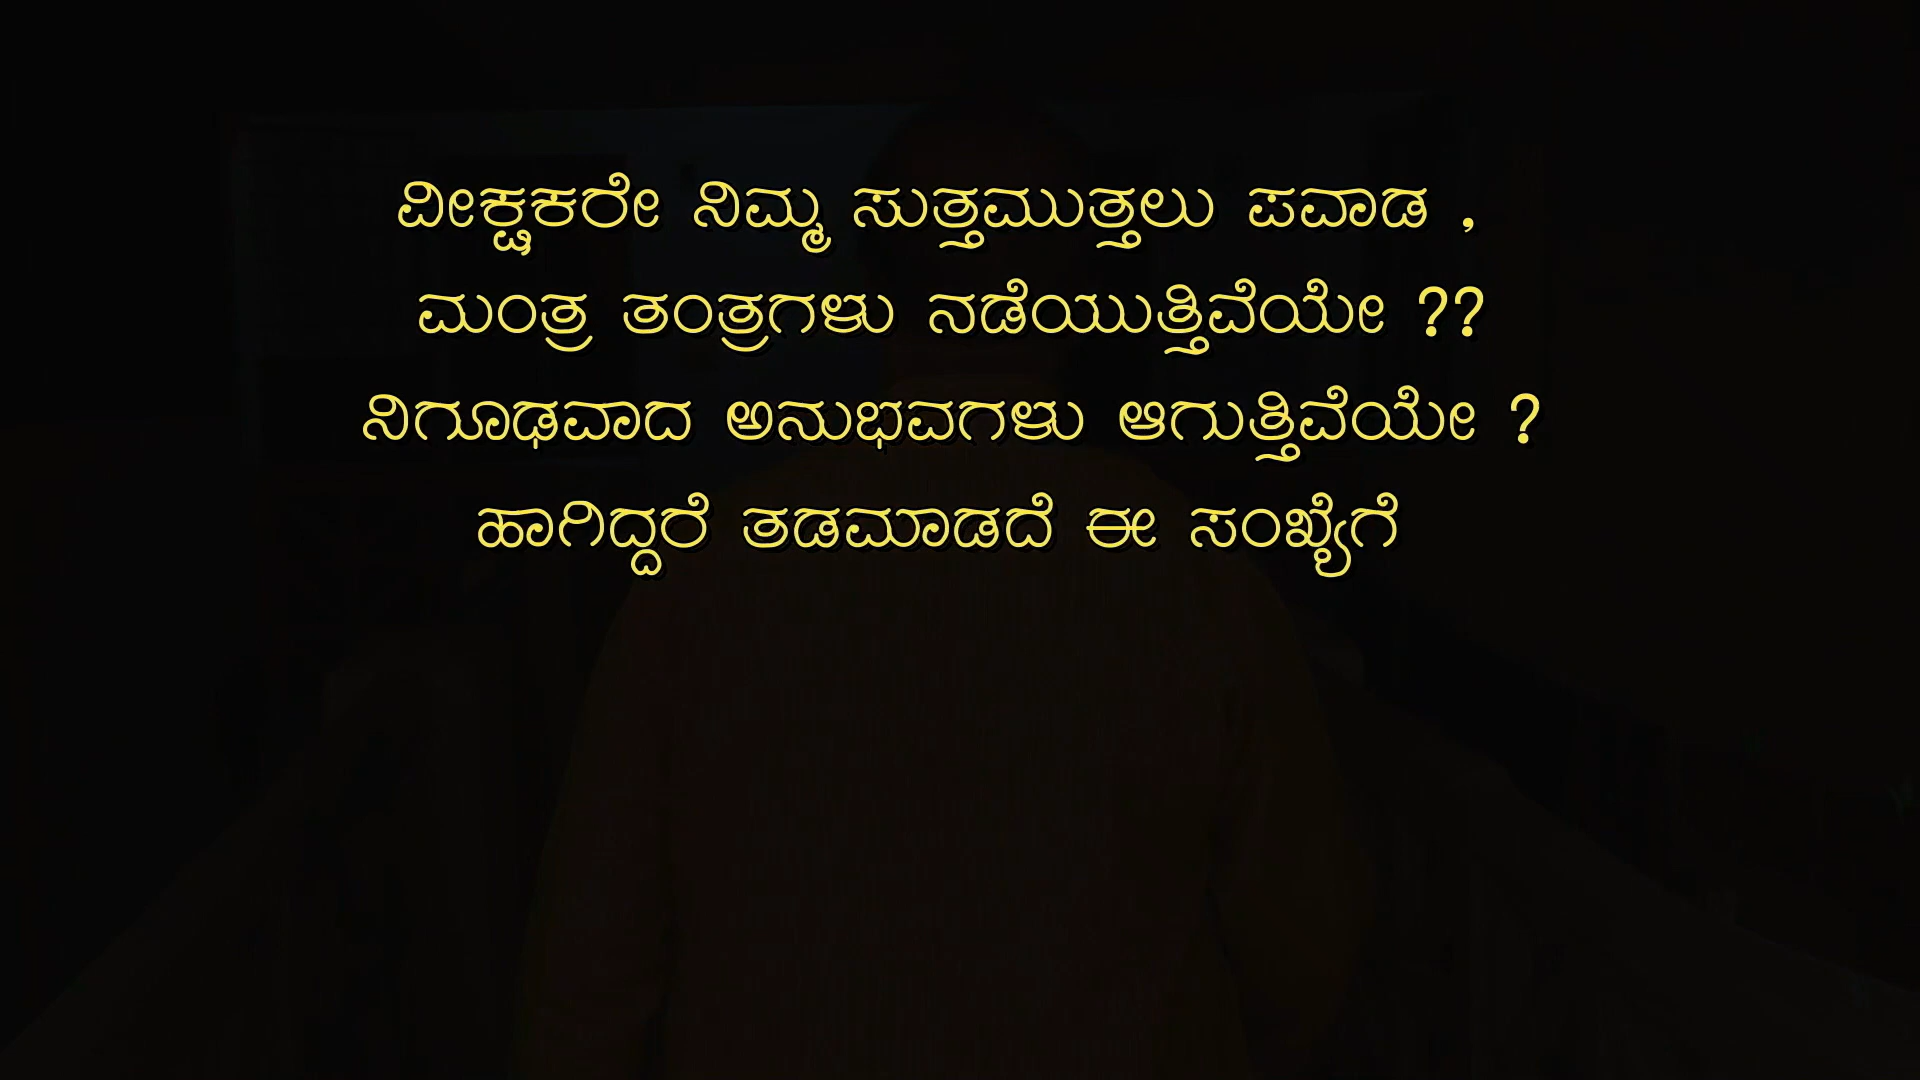 ವೀಕ್ಷಕರೇ ನಿಮ್ಮ ಸುತ್ತಮುತ್ತಲು ಪವಾಡ ,
ಮಂತ್ರ ತಂತ್ರಗಳು ನಡೆಯುತ್ತಿವೆಯೇ ??
ನಿಗೂಢವಾದ ಅನುಭವಗಳು ಆಗುತ್ತಿವೆಯೇ ?
ಹಾಗಿದ್ದರೆ ತಡಮಾಡದೆ ಈ ಸಂಖ್ಯೆಗೆ